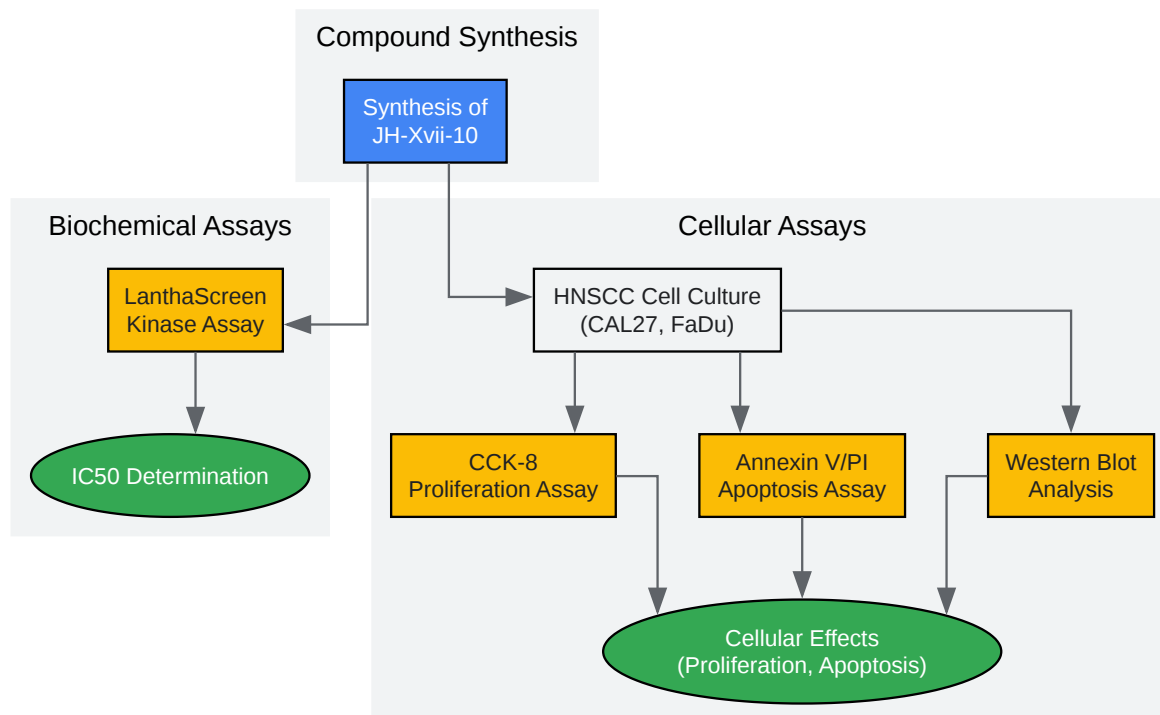 Compound Synthesis
Synthesis of
JH-Xvii-10
Biochemical Assays
LanthaScreen
Kinase Assay
IC50 Determination
Cellular Assays
HNSCC Cell Culture
(CAL27, FaDu)
CCK-8
Proliferation Assay
Annexin V/PI
Apoptosis Assay
Western Blot
Analysis
Cellular Effects
(Proliferation, Apoptosis)